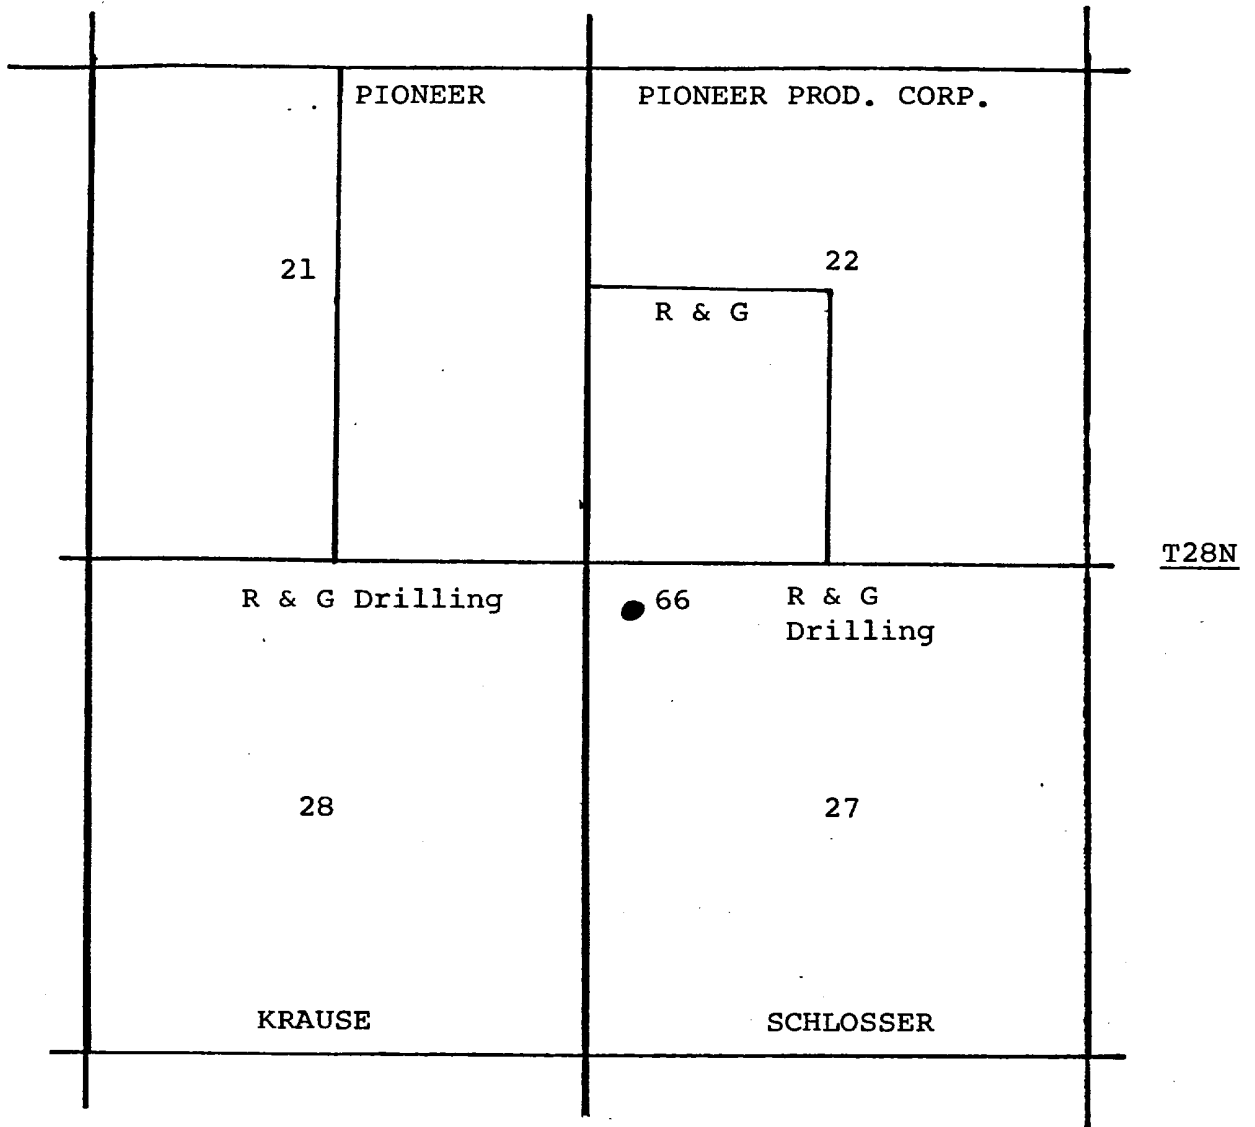 PIONEER
PIONEER PROD. CORP.
21
22
R & G
T28N
R & G Drilling
66
R & G
Drilling
28
27
KRAUSE
SCHLOSSER